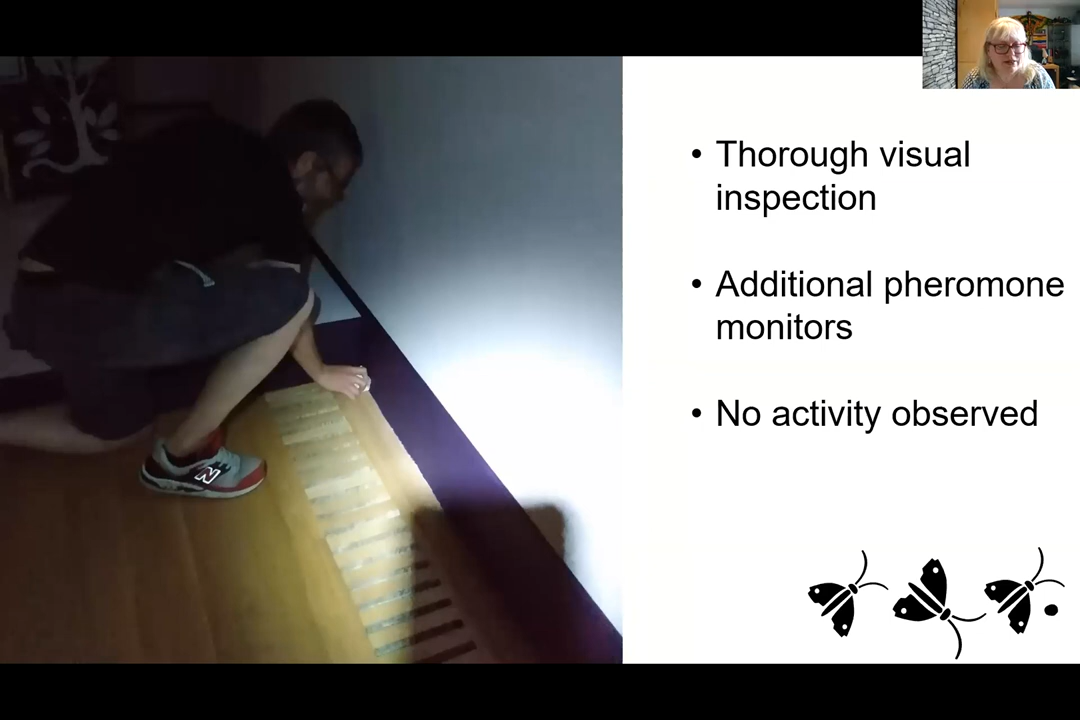 • Thorough visual
inspection
• Additional pheromone
monitors
• No activity observed
N